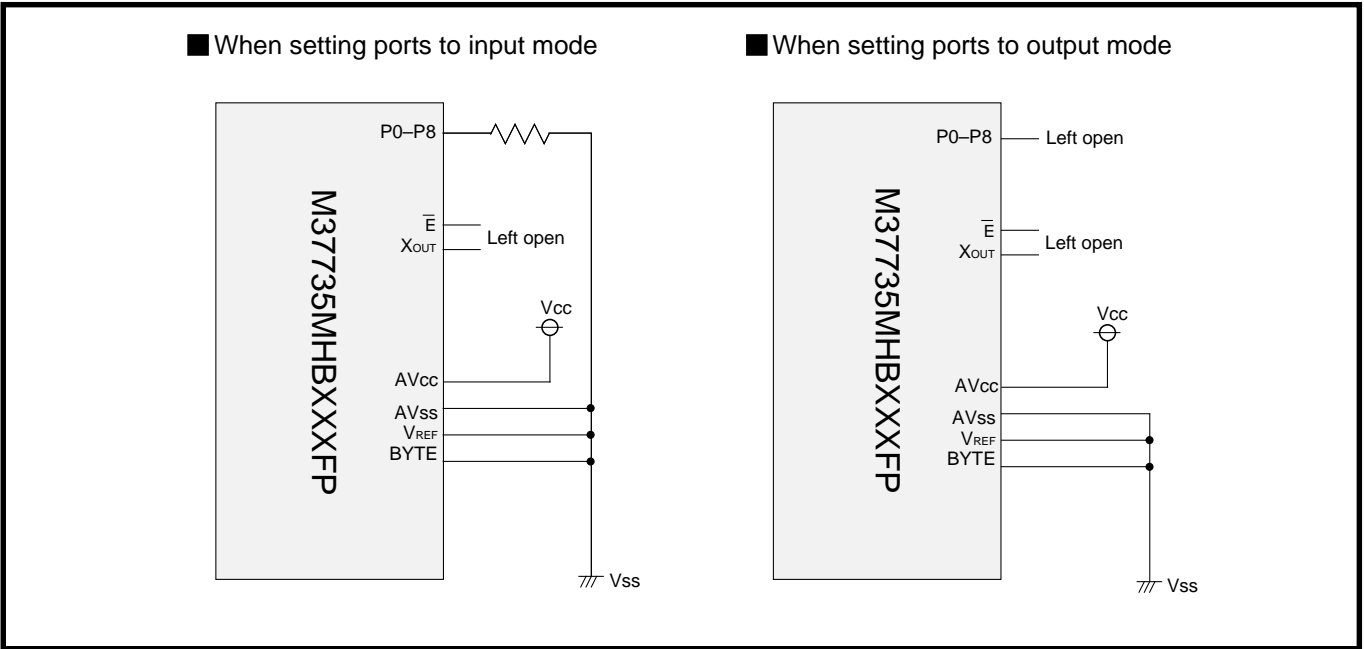 ■ When setting ports to input mode
P0–P8
E̅
XOUT
Left open
M37735MHBXXXFP
Vcc
AVcc
AVss
VREF
BYTE
Vss
■ When setting ports to output mode
P0–P8
Left open
E̅
XOUT
Left open
M37735MHBXXXFP
Vcc
AVcc
AVss
VREF
BYTE
Vss